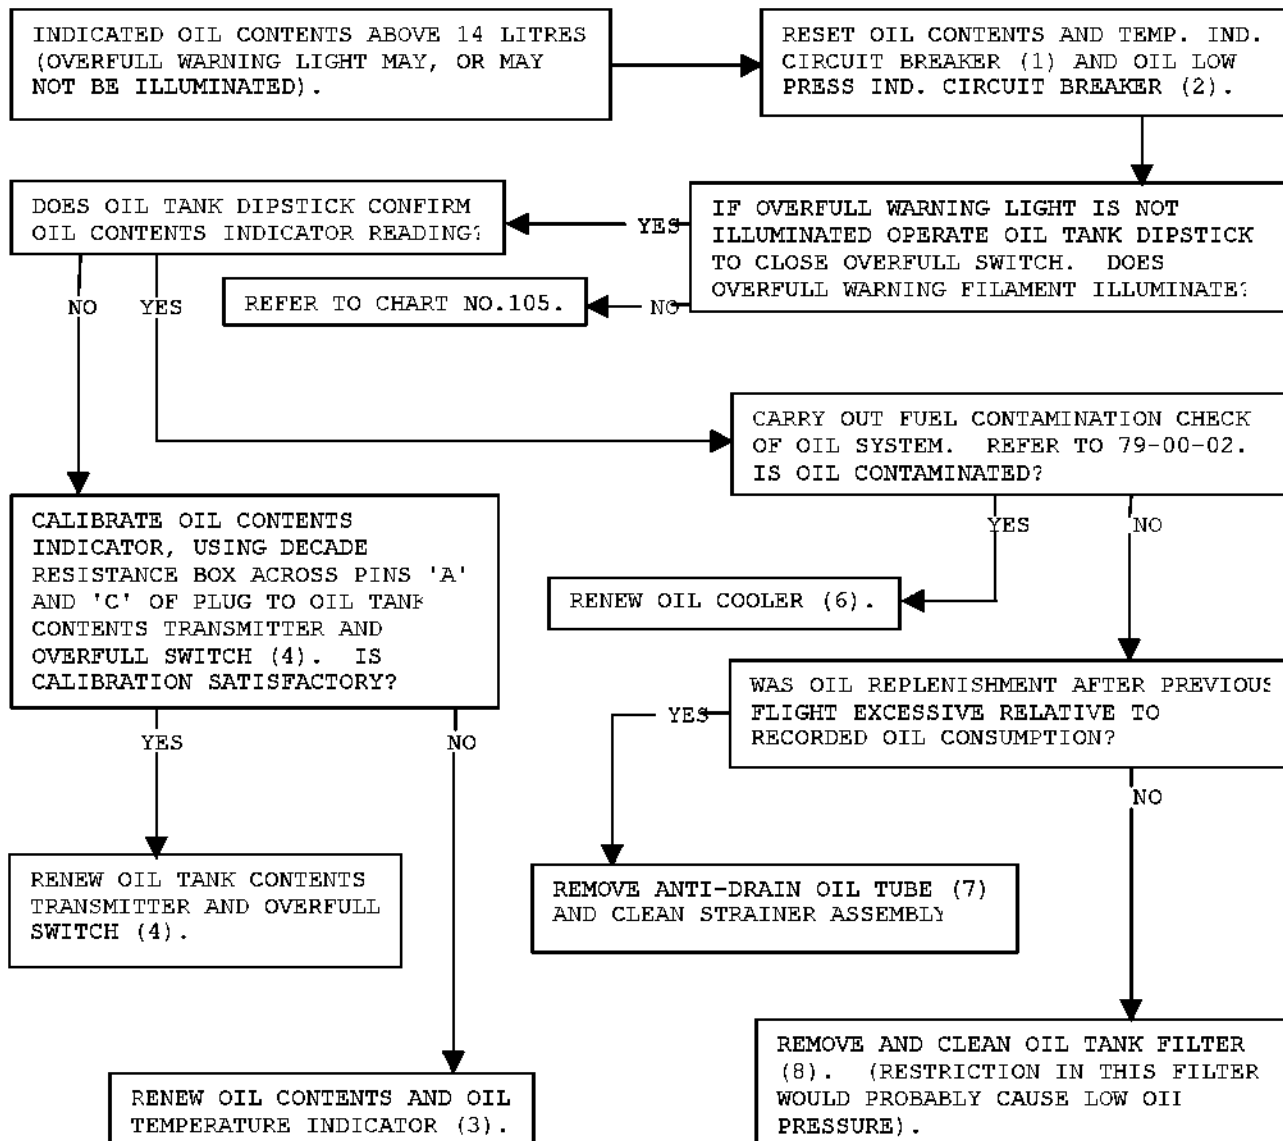 INDICATED OIL CONTENTS ABOVE 14 LITRES
(OVERFULL WARNING LIGHT MAY, OR MAY
NOT BE ILLUMINATED).
RESET OIL CONTENTS AND TEMP. IND.
CIRCUIT BREAKER (1) AND OIL LOW
PRESS IND. CIRCUIT BREAKER (2).
IF OVERFULL WARNING LIGHT IS NOT
ILLUMINATED OPERATE OIL TANK DIPSTICK
TO CLOSE OVERFULL SWITCH. DOES
OVERFULL WARNING FILAMENT ILLUMINATE?
YES
NO
DOES OIL TANK DIPSTICK CONFIRM
OIL CONTENTS INDICATOR READING?
REFER TO CHART NO.105.
NO
YES
CARRY OUT FUEL CONTAMINATION CHECK
OF OIL SYSTEM. REFER TO 79-00-02.
IS OIL CONTAMINATED?
YES
NO
CALIBRATE OIL CONTENTS
INDICATOR, USING DECADE
RESISTANCE BOX ACROSS PINS 'A'
AND 'C' OF PLUG TO OIL TANK
CONTENTS TRANSMITTER AND
OVERFULL SWITCH (4). IS
CALIBRATION SATISFACTORY?
RENEW OIL COOLER (6).
WAS OIL REPLENISHMENT AFTER PREVIOUS
FLIGHT EXCESSIVE RELATIVE TO
RECORDED OIL CONSUMPTION?
YES
NO
YES
NO
RENEW OIL TANK CONTENTS
TRANSMITTER AND OVERFULL
SWITCH (4).
REMOVE ANTI-DRAIN OIL TUBE (7)
AND CLEAN STRAINER ASSEMBLY
RENEW OIL CONTENTS AND OIL
TEMPERATURE INDICATOR (3).
REMOVE AND CLEAN OIL TANK FILTER
(8). (RESTRICTION IN THIS FILTER
WOULD PROBABLY CAUSE LOW OIL
PRESSURE).